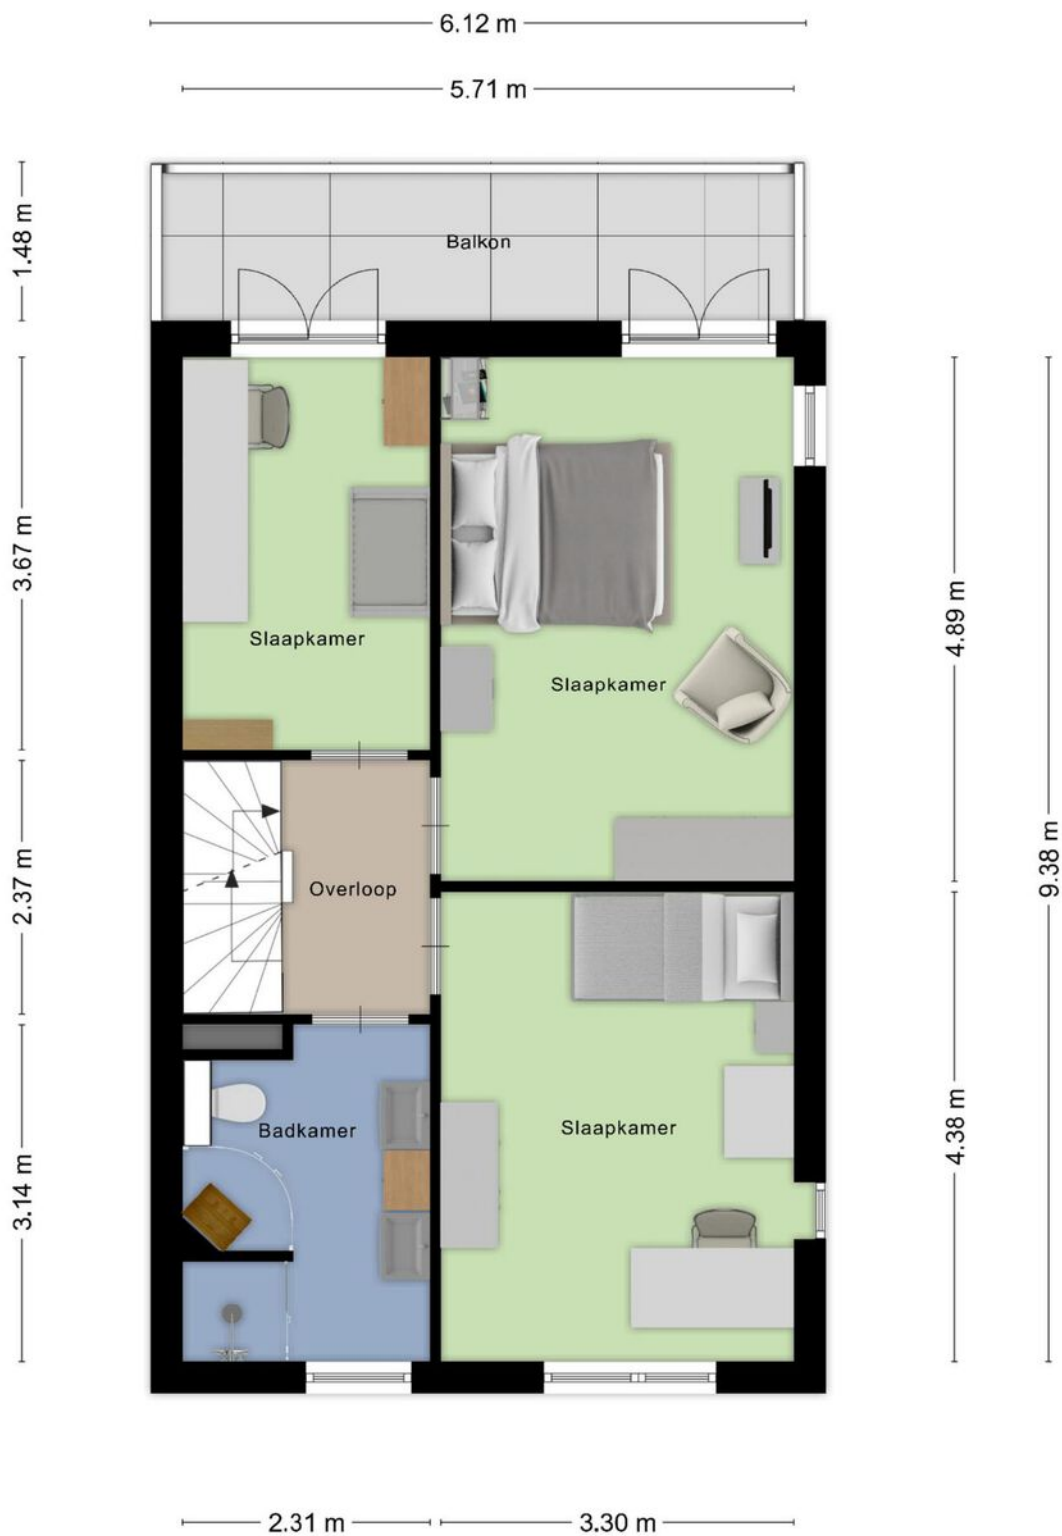 6.12 m
5.71 m
1.48 m
Balkon
3.67 m
Slaapkamer
Slaapkamer
4.89 m
2.37 m
Overloop
9.38 m
3.14 m
Badkamer
Slaapkamer
4.38 m
2.31 m
3.30 m